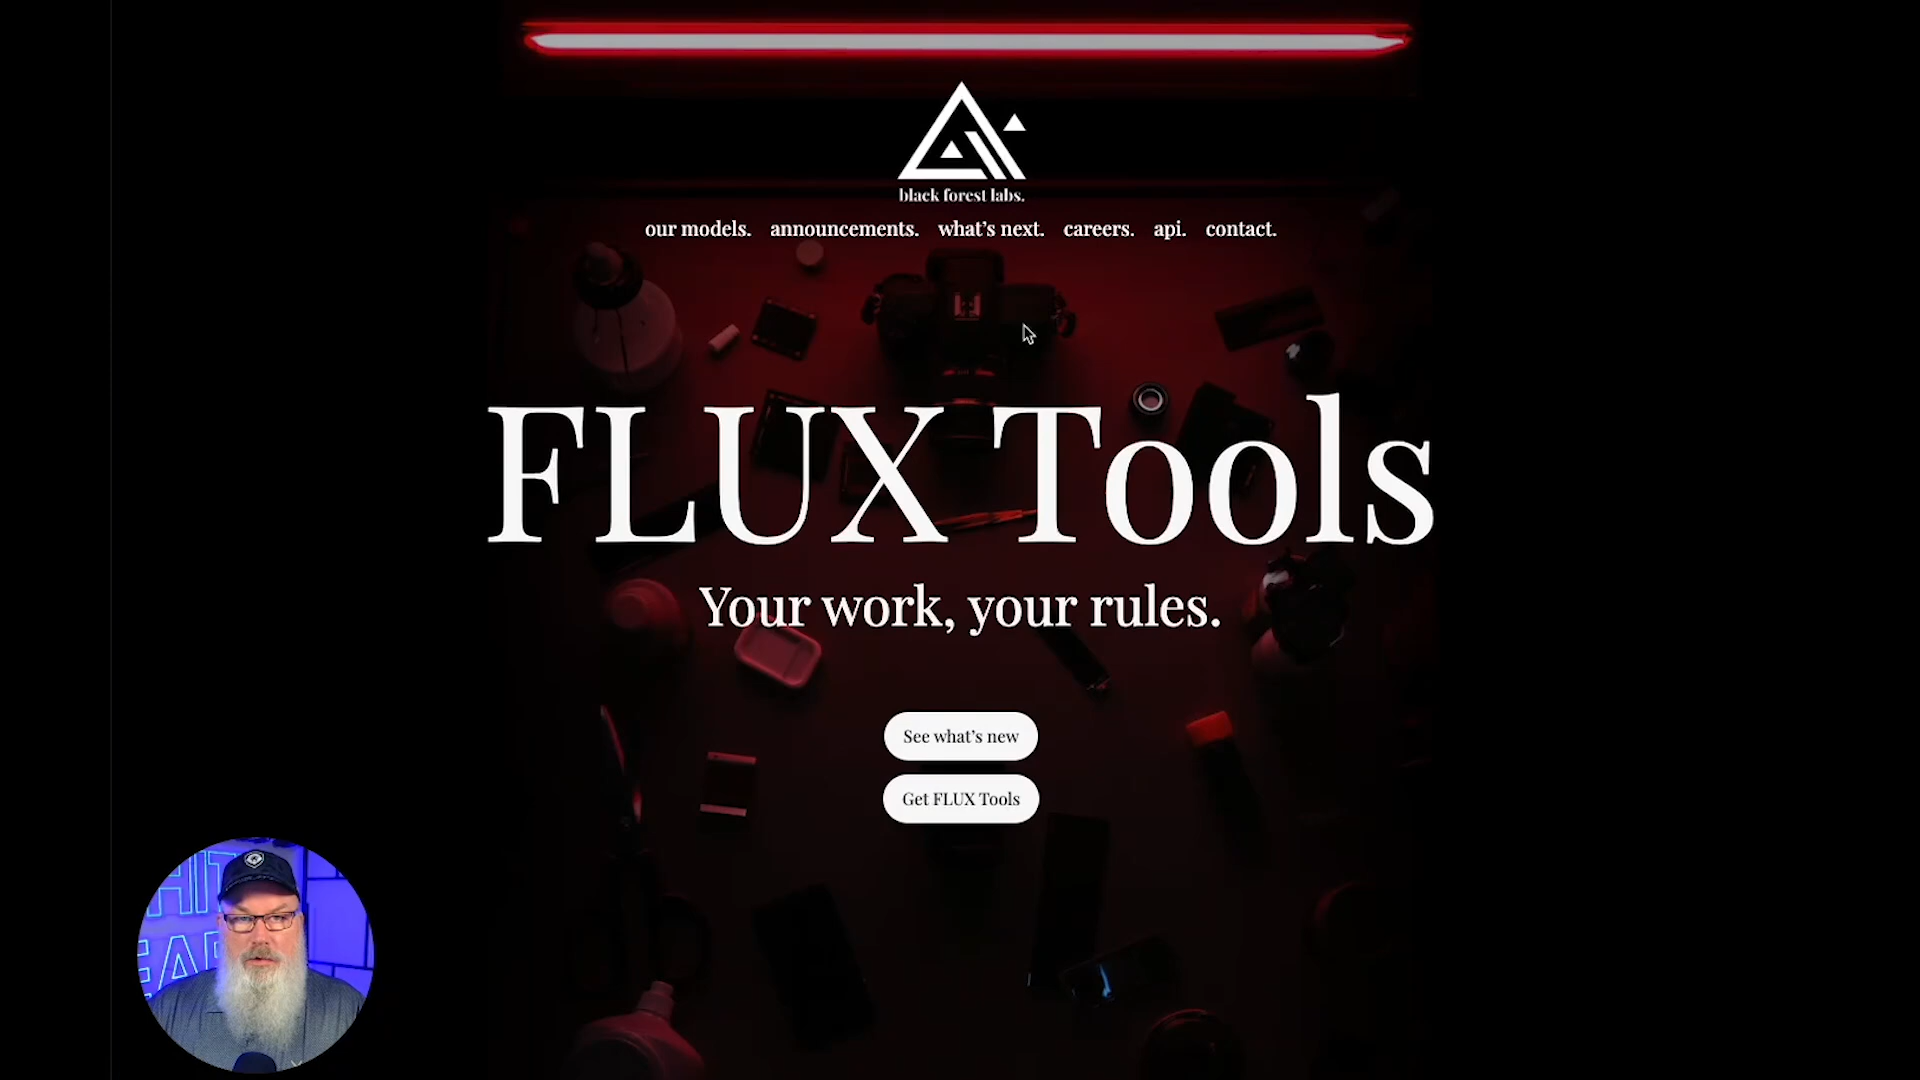 black forest labs.
our models. announcements. what's next. careers. api. contact.
FLUX Tools
Your work, your rules.
See what's new
Get FLUX Tools